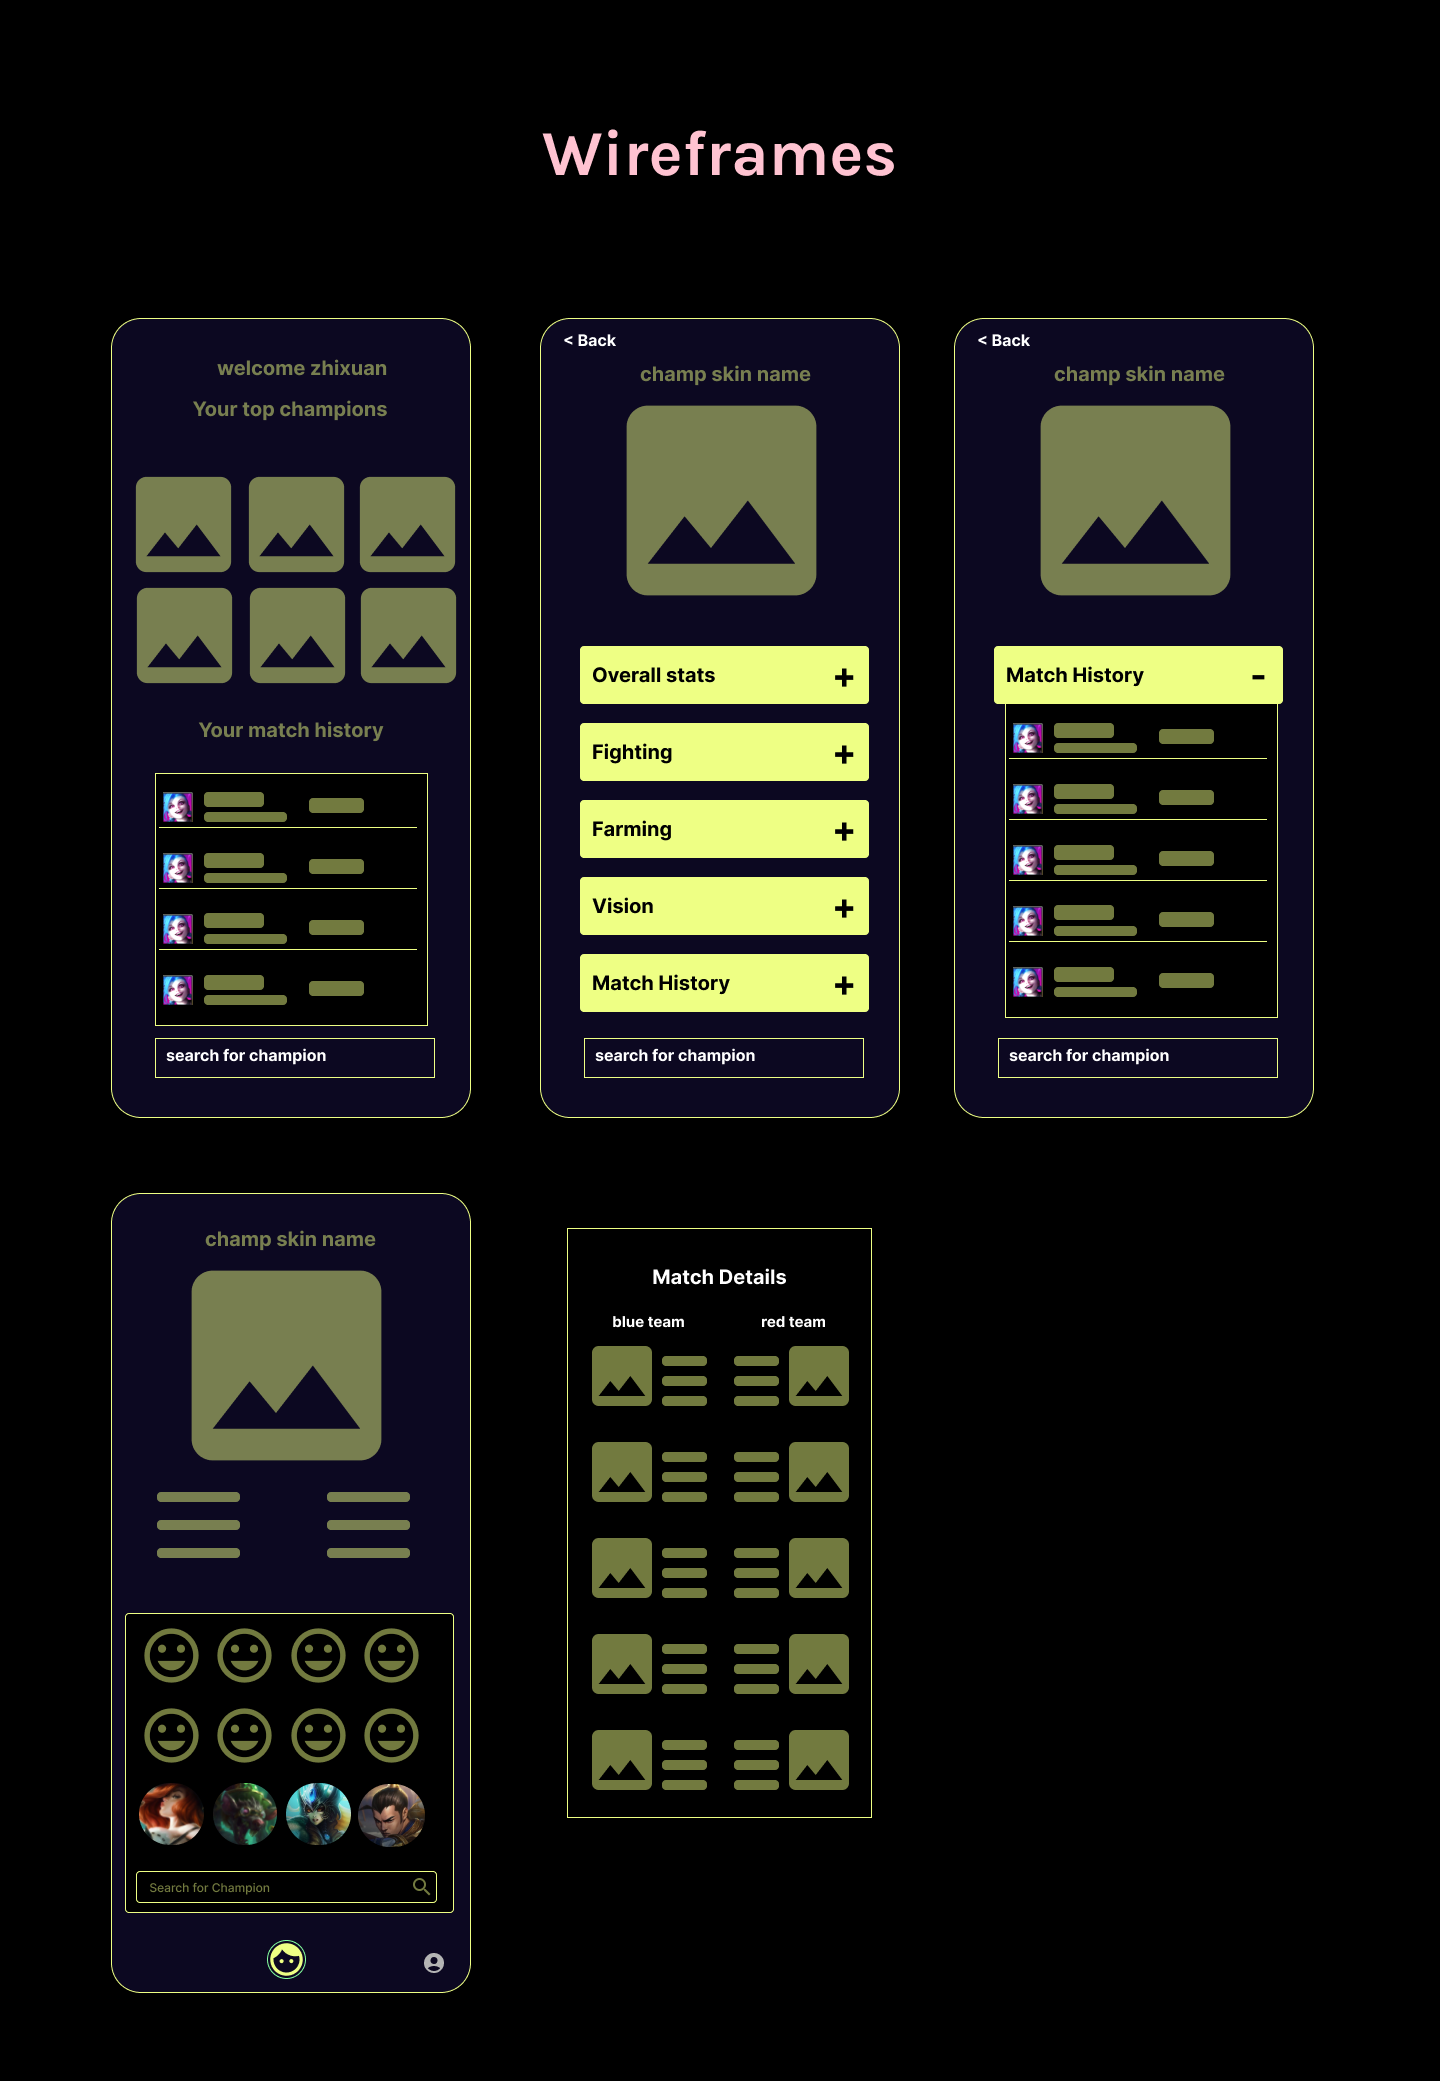 Wireframes
welcome zhixuan
Your top champions
Your match history
search for champion
< Back
champ skin name
Overall stats +
Fighting +
Farming +
Vision +
Match History +
search for champion
< Back
champ skin name
Match History -
search for champion
champ skin name
Search for Champion
Match Details
blue team red team